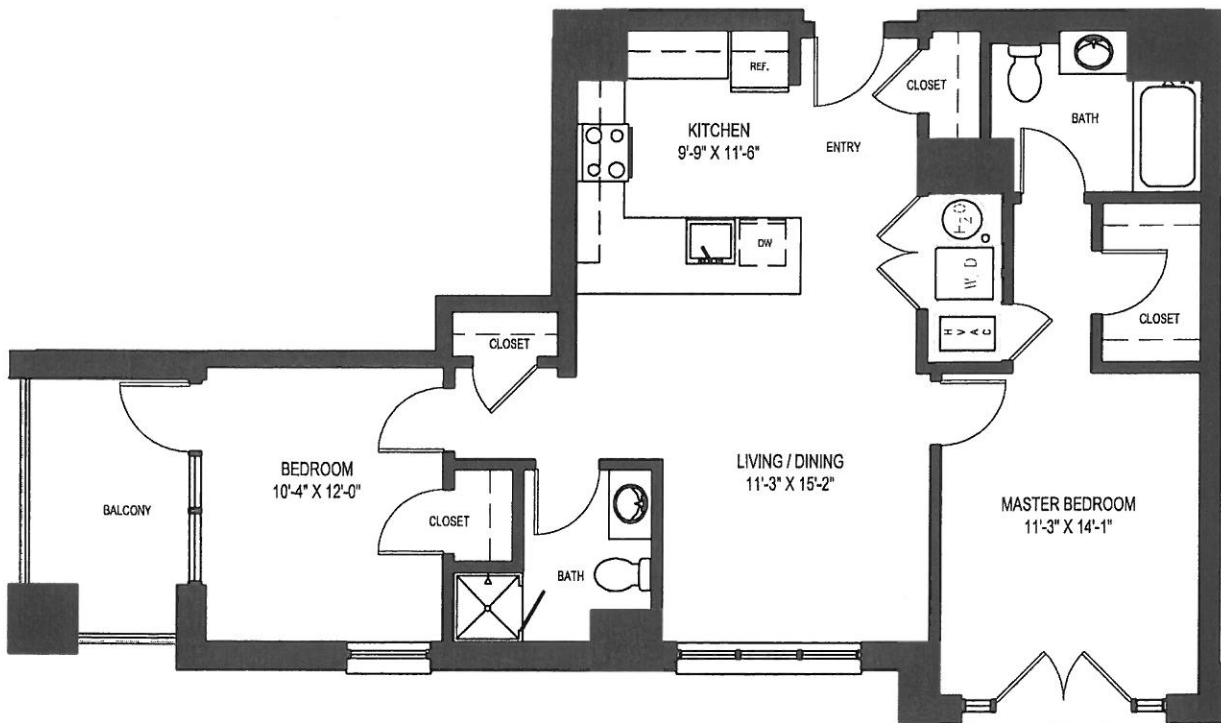 REF.
CLOSET
BATH
KITCHEN
9'-9" X 11'-6"
ENTRY
H2O
DW
W. D
HVAC
CLOSET
CLOSET
BEDROOM
10'-4" X 12'-0"
LIVING / DINING
11'-3" X 15'-2"
BALCONY
CLOSET
MASTER BEDROOM
11'-3" X 14'-1"
BATH